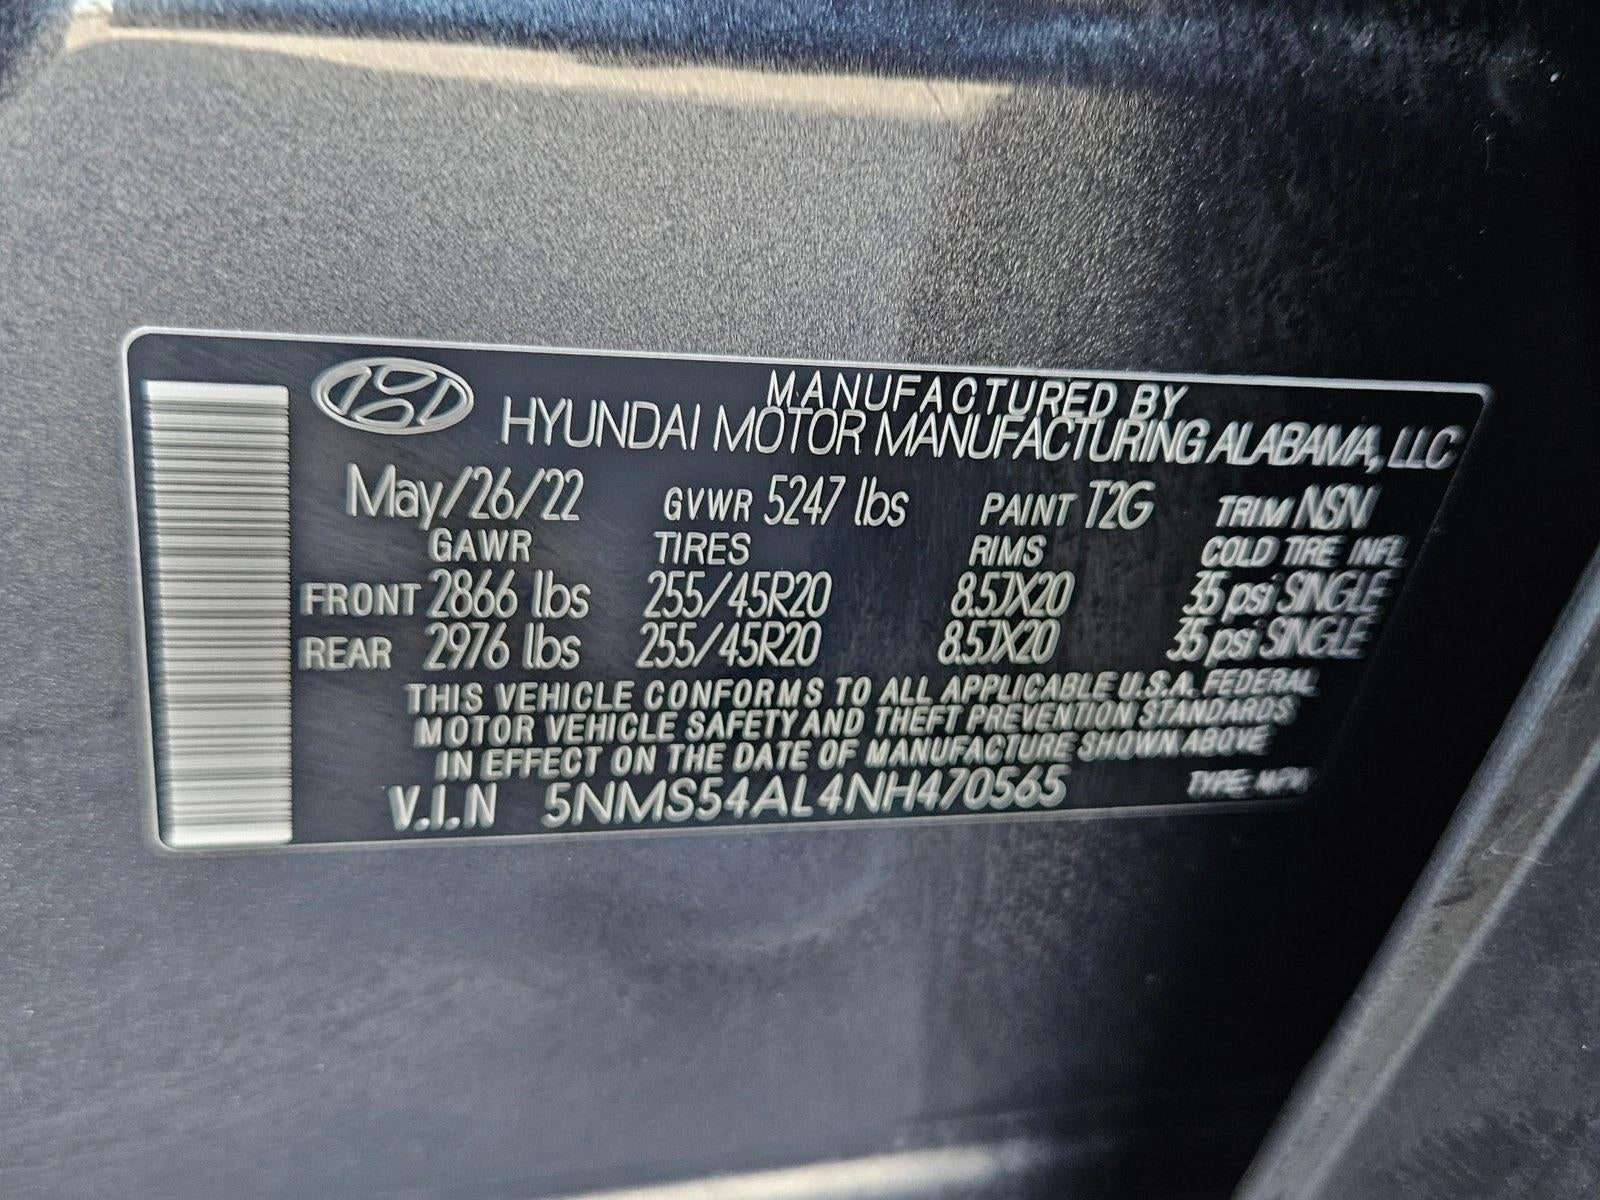 MANUFACTURED BY
HYUNDAI MOTOR MANUFACTURING ALABAMA, LLC
May/26/22 GVWR 5247 lbs PAINT T2G TRIM NSN
GAWR TIRES RIMS COLD TIRE INFL
FRONT 2866 lbs 255/45R20 8.5JX20 35 psi SINGLE
REAR 2976 lbs 255/45R20 8.5JX20 35 psi SINGLE
THIS VEHICLE CONFORMS TO ALL APPLICABLE U.S.A. FEDERAL
MOTOR VEHICLE SAFETY AND THEFT PREVENTION STANDARDS
IN EFFECT ON THE DATE OF MANUFACTURE SHOWN ABOVE
V.I.N 5NMS54AL4NH470565 TYPE: MPV